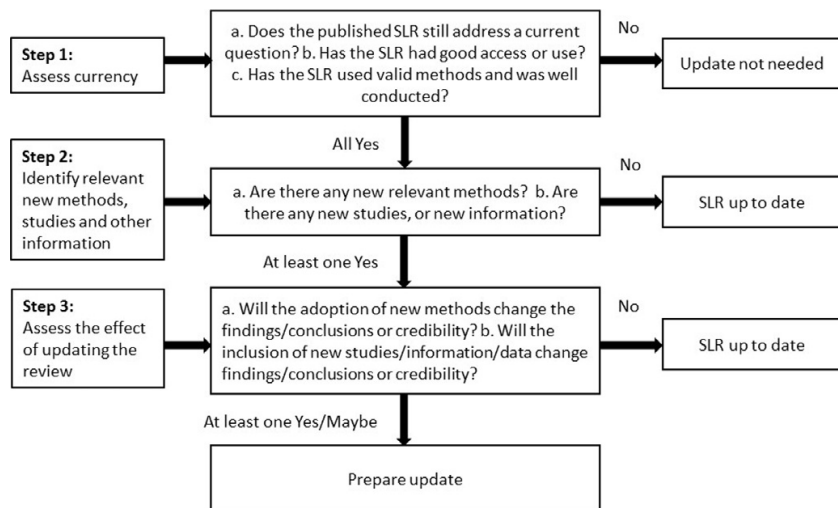 Step 1:
Assess currency
a. Does the published SLR still address a current
question? b. Has the SLR had good access or use?
c. Has the SLR used valid methods and was well
conducted?
No
Update not needed
All Yes
Step 2:
Identify relevant
new methods,
studies and other
information
a. Are there any new relevant methods?  b. Are
there any new studies, or new information?
No
SLR up to date
At least one Yes
Step 3:
Assess the effect
of updating the
review
a. Will the adoption of new methods change the
findings/conclusions or credibility? b. Will the
inclusion of new studies/information/data change
findings/conclusions or credibility?
No
SLR up to date
At least one Yes/Maybe
Prepare update